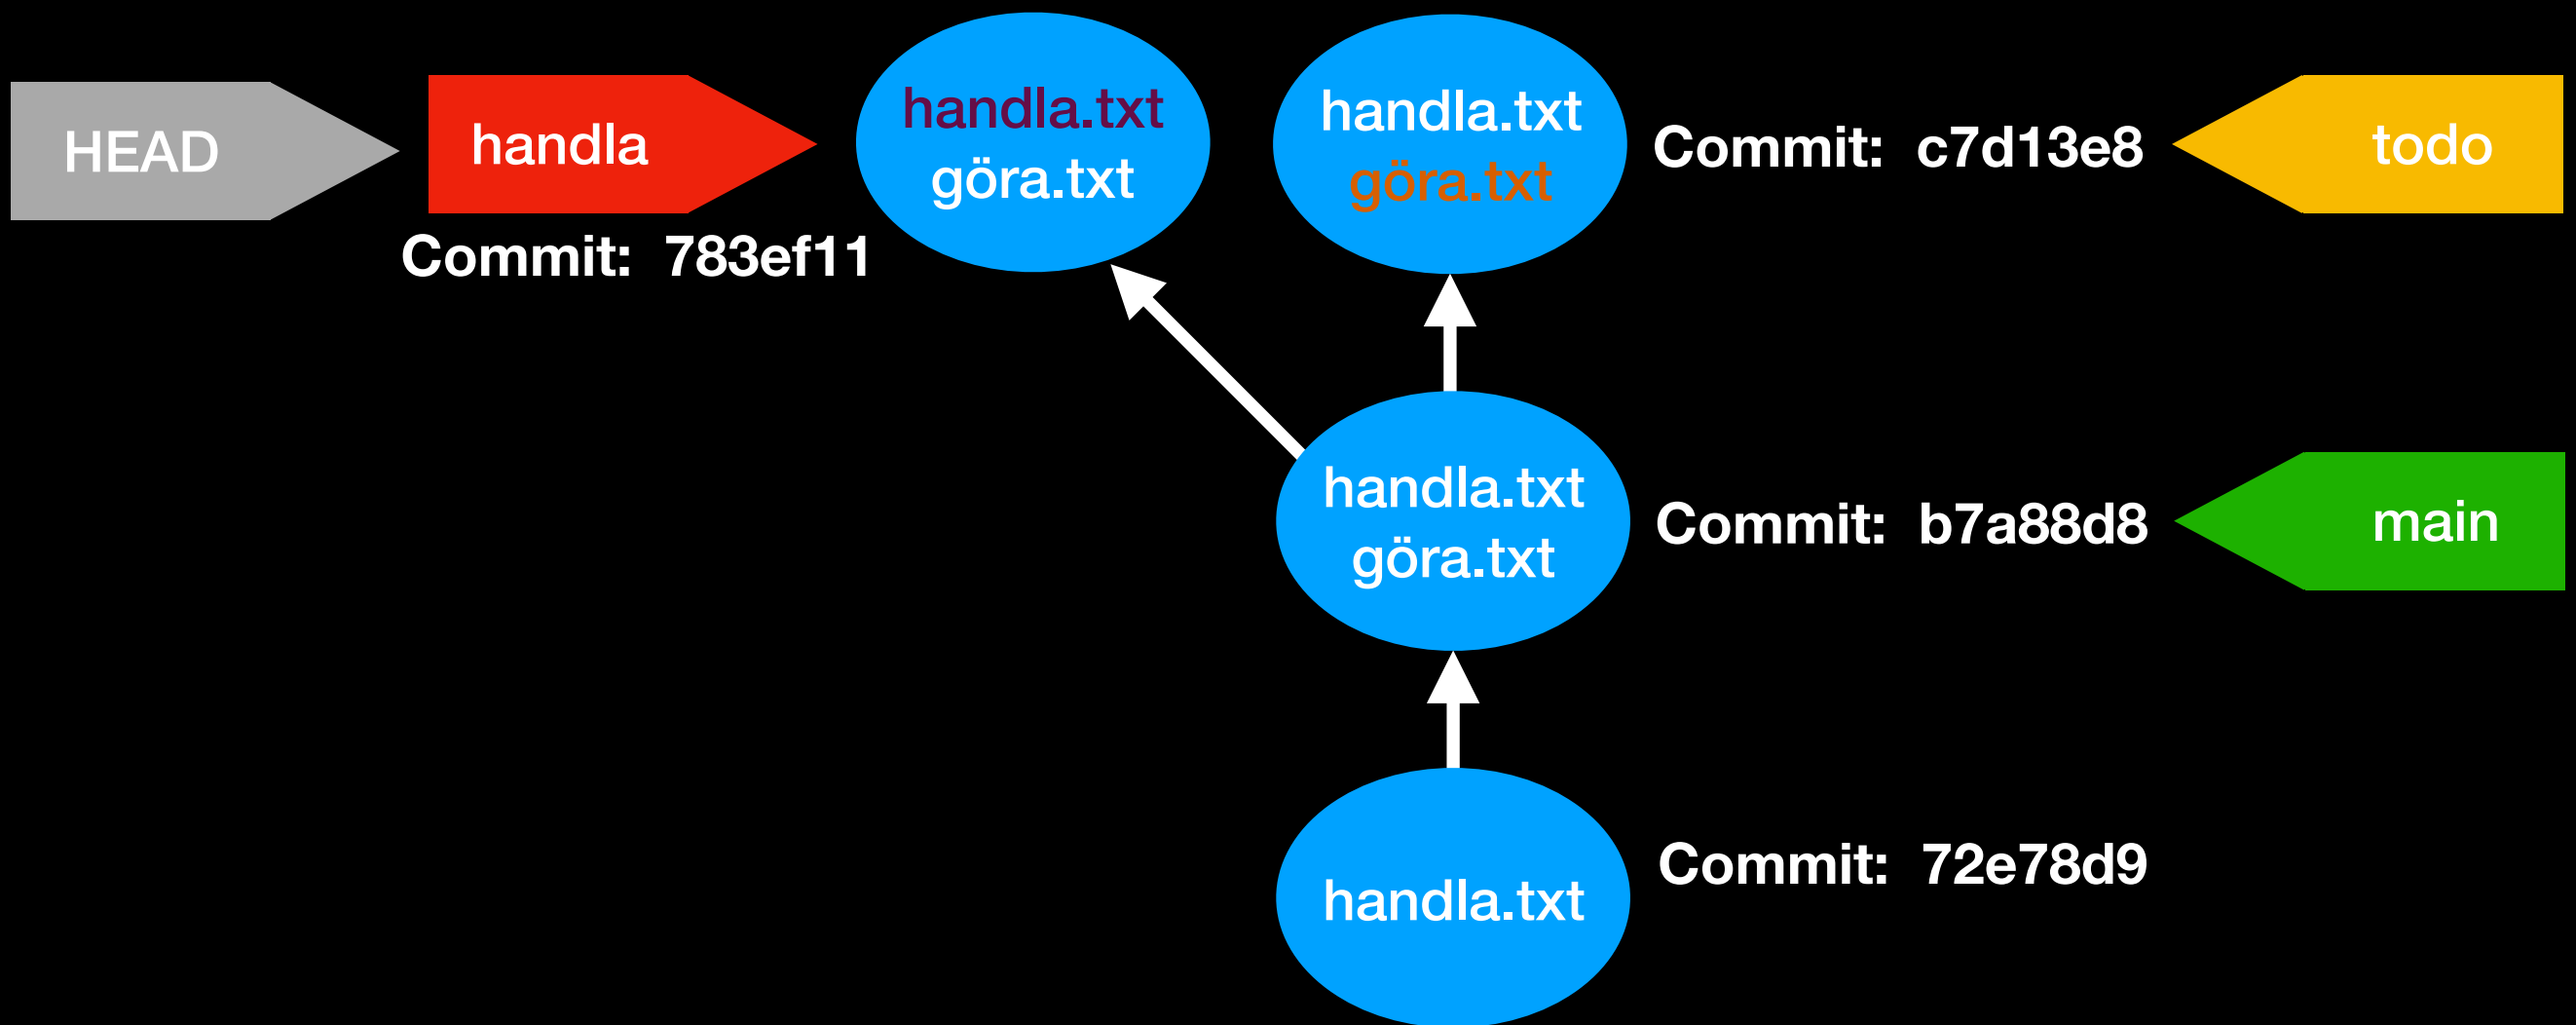 HEAD
handla
Commit: 783ef11
handla.txt
göra.txt
handla.txt
göra.txt
Commit: c7d13e8
todo
handla.txt
göra.txt
Commit: b7a88d8
main
handla.txt
Commit: 72e78d9